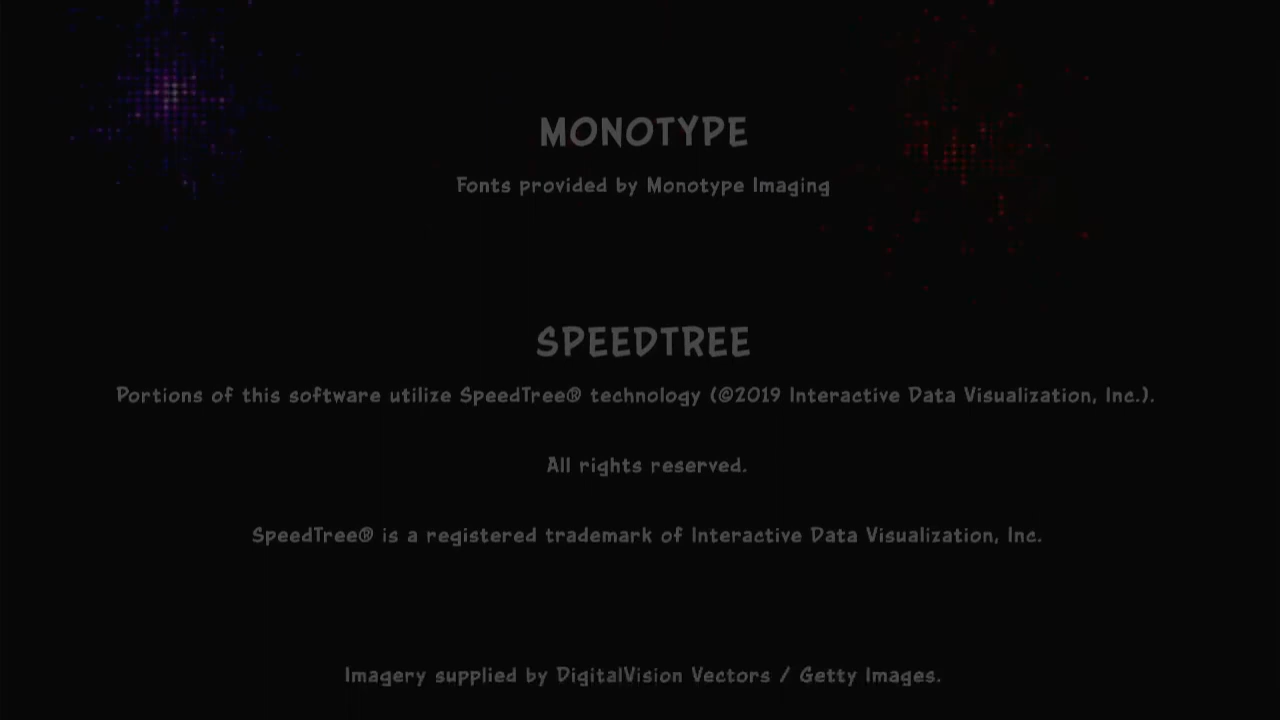 MONOTYPE
Fonts provided by Monotype Imaging
SPEEDTREE
Portions of this software utilize SpeedTree® technology (©2019 Interactive Data Visualization, Inc.).
All rights reserved.
SpeedTree® is a registered trademark of Interactive Data Visualization, Inc.
Imagery supplied by DigitalVision Vectors / Getty Images.